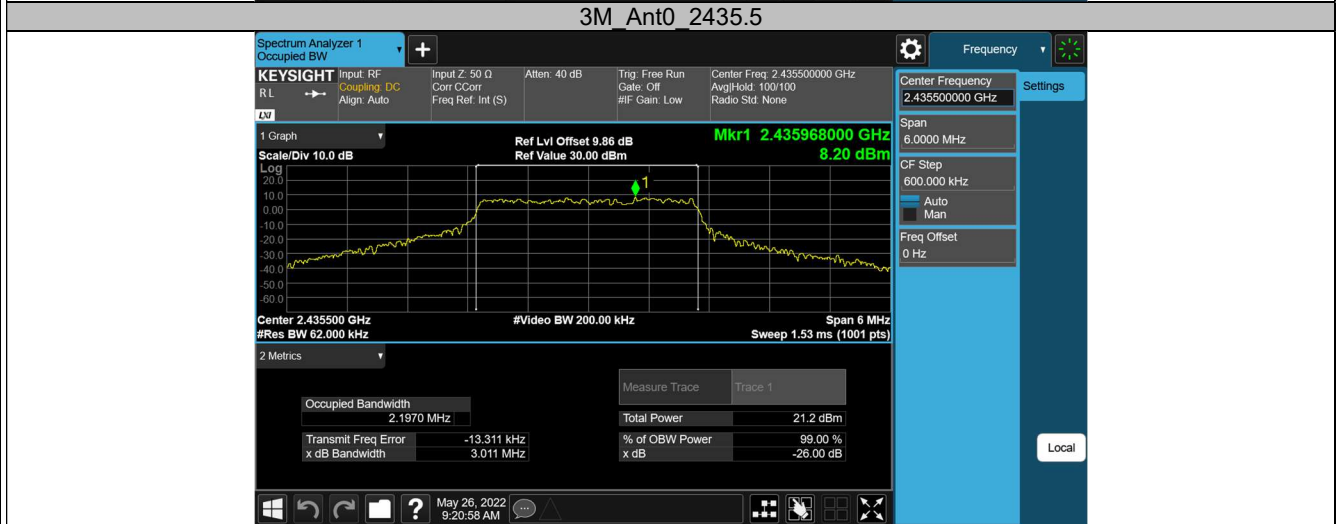 3M_Ant0_2435.5
Spectrum Analyzer 1
Occupied BW
Frequency
KEYSIGHT
R L
LXI
Input: RF
Coupling: DC
Align: Auto
Input Z: 50 Ω
Corr CCorr
Freq Ref: Int (S)
Atten: 40 dB
Trig: Free Run
Gate: Off
#IF Gain: Low
Center Freq: 2.435500000 GHz
Avg|Hold: 100/100
Radio Std: None
Center Frequency
2.435500000 GHz
Settings
Span
6.0000 MHz
CF Step
600.000 kHz
Auto
Man
Freq Offset
0 Hz
1 Graph
Scale/Div 10.0 dB
Ref Lvl Offset 9.86 dB
Ref Value 30.00 dBm
Mkr1 2.435968000 GHz
8.20 dBm
Log
20.0
10.0
0.00
-10.0
-20.0
-30.0
-40.0
-50.0
-60.0
1
Center 2.435500 GHz
#Res BW 62.000 kHz
#Video BW 200.00 kHz
Span 6 MHz
Sweep 1.53 ms (1001 pts)
2 Metrics
Measure Trace Trace 1
Occupied Bandwidth
2.1970 MHz
Total Power 21.2 dBm
Transmit Freq Error -13.311 kHz
% of OBW Power 99.00 %
x dB Bandwidth 3.011 MHz
x dB -26.00 dB
Local
May 26, 2022
9:20:58 AM